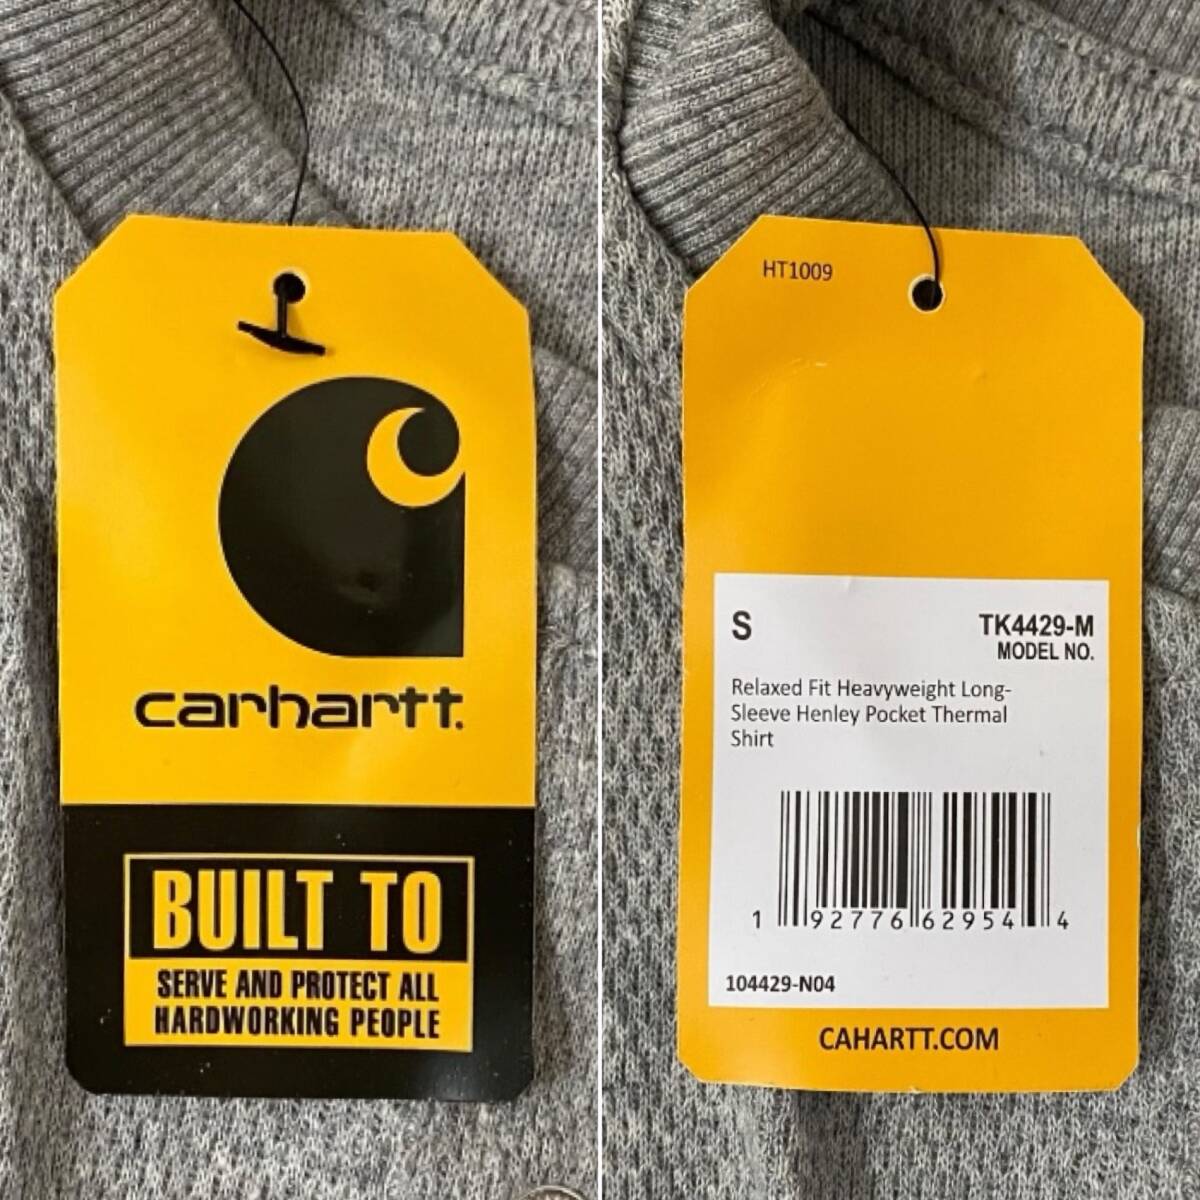 carhartt.
BUILT TO
SERVE AND PROTECT ALL
HARDWORKING PEOPLE
HT1009
S
TK4429-M
MODEL NO.
Relaxed Fit Heavyweight Long-
Sleeve Henley Pocket Thermal
Shirt
1 92776 62954 4
104429-N04
CAHARTT.COM